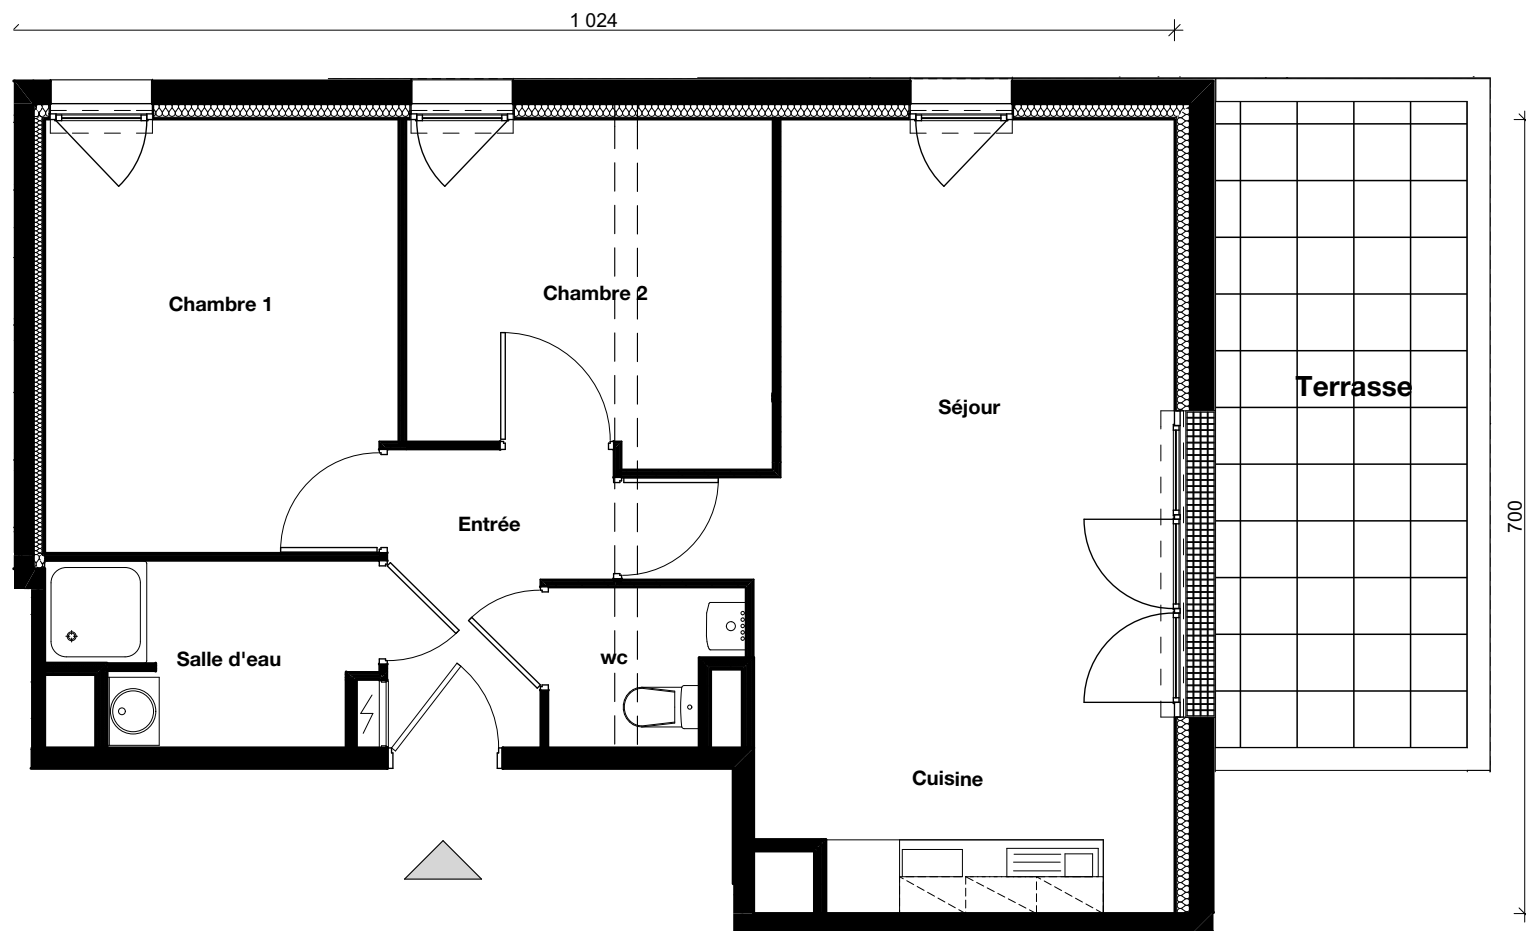 1 024
Chambre 1
Chambre 2
Terrasse
Séjour
700
Entrée
Salle d'eau
wc
Cuisine